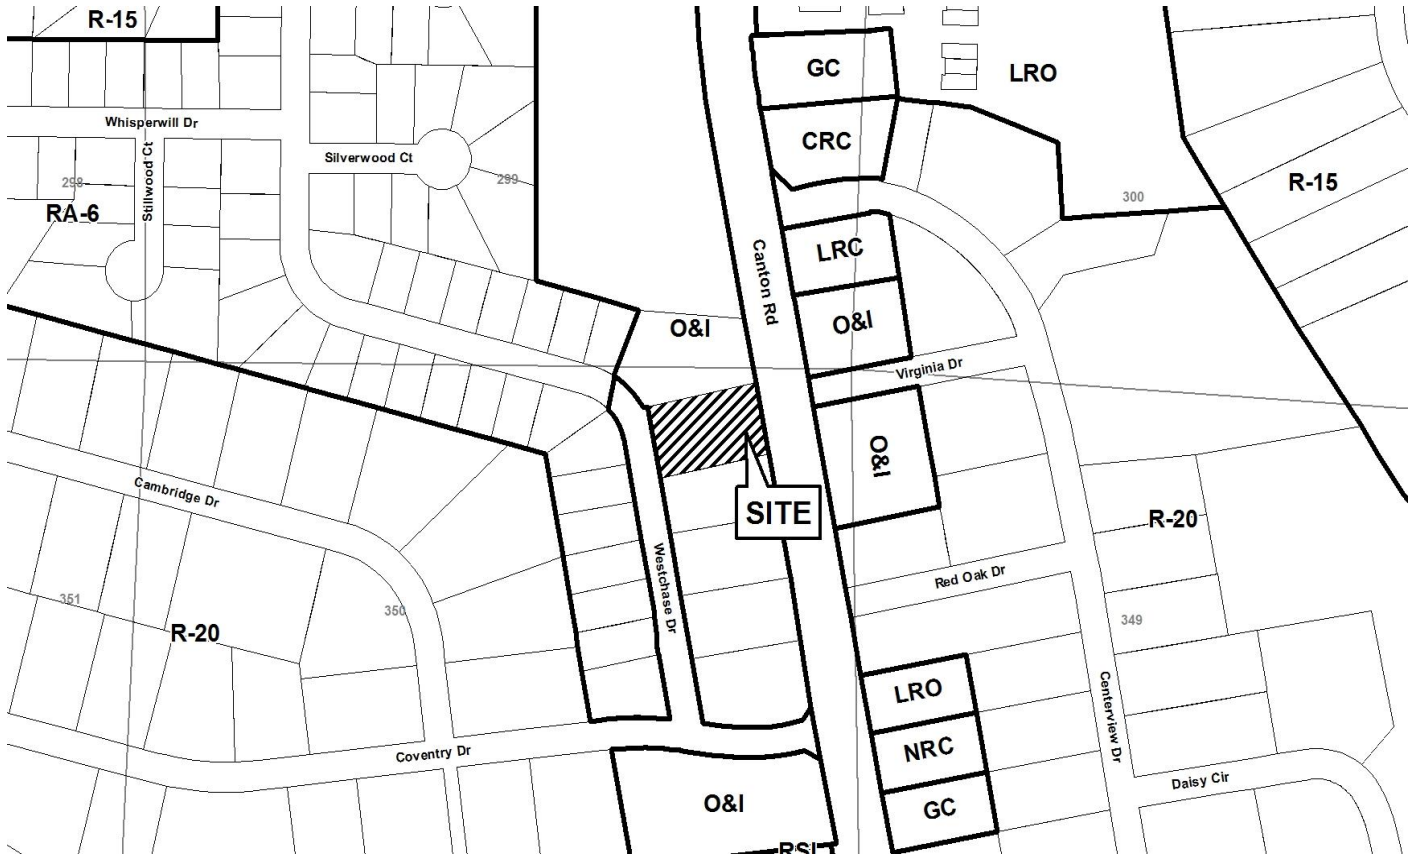 R-15
GC
LRO
Whisperwill Dr
CRC
Silverwood Ct
Stillwood Ct
298
299
R-15
300
RA-6
Canton Rd
LRC
O&I
O&I
Virginia Dr
O&I
Cambridge Dr
SITE
R-20
Westchase Dr
Red Oak Dr
351
350
349
R-20
Centerview Dr
LRO
NRC
Coventry Dr
Daisy Cir
O&I
GC
RSL